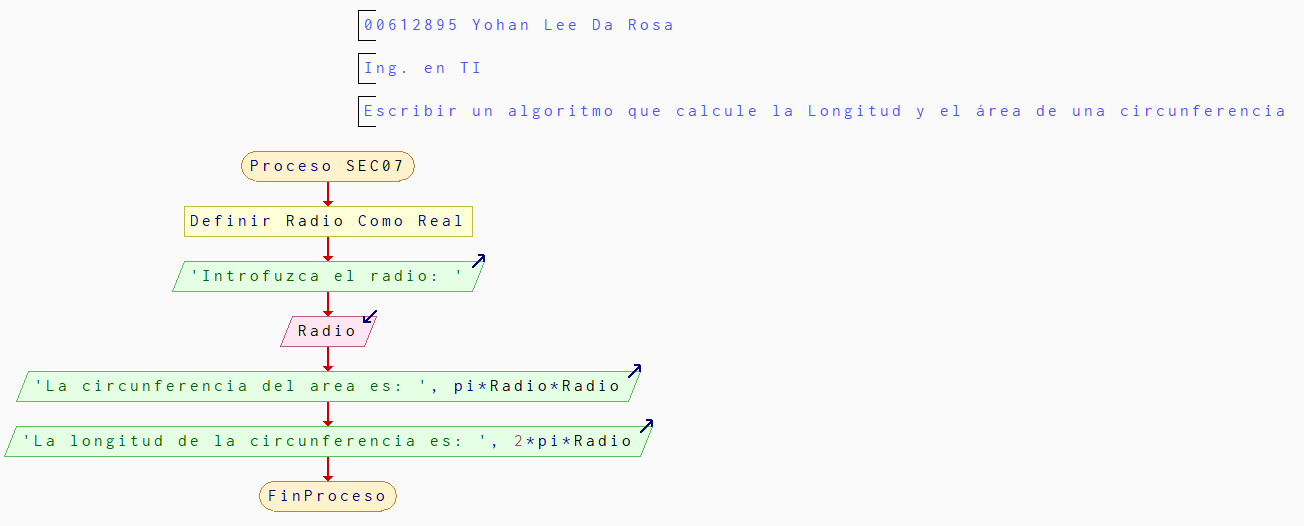 00612895 Yohan Lee Da Rosa
Ing. en TI
Escribir un algoritmo que calcule la Longitud y el área de una circunferencia
Proceso SEC07
Definir Radio Como Real
'Introfuzca el radio: '
Radio
'La circunferencia del area es: ', pi*Radio*Radio
'La longitud de la circunferencia es: ', 2*pi*Radio
FinProceso